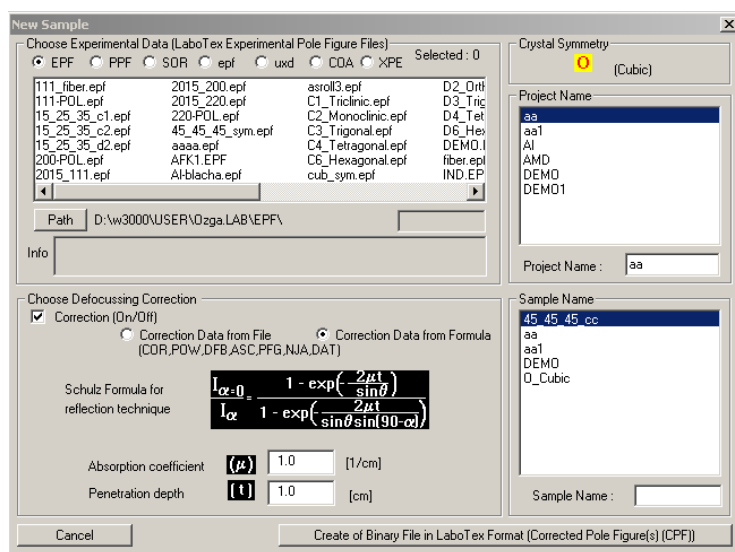 New Sample
Choose Experimental Data (LaboTex Experimental Pole Figure Files)
EPF PPF SOR epf uxd COA XPE Selected : 0
111_fiber.epf 2015_200.epf asroll3.epf D2_Orth
111-POL.epf 2015_220.epf C1_Triclinic.epf D3_Trig
15_25_35_c1.epf 220-POL.epf C2_Monoclinic.epf D4_Tet
15_25_35_c2.epf 45_45_45_sym.epf C3_Trigonal.epf D6_Hex
15_25_35_d2.epf aaaa.epf C4_Tetragonal.epf DEMO.
200-POL.epf AFK1.EPF C6_Hexagonal.epf fiber.epf
2015_111.epf Al-blacha.epf cub_sym.epf IND.EP
Path D:\w3000\USER\Ozga.LAB\EPF\
Info
Crystal Symmetry
O (Cubic)
Project Name
aa
aa1
Al
AMD
DEMO
DEMO1
Project Name : aa
Choose Defocussing Correction
Correction (On/Off)
Correction Data from File Correction Data from Formula
(COR,POW,DFB,ASC,PFG,NJA,DAT)
Schulz Formula for
reflection technique
Iα=0 / Iα = 1 - exp(-2μt/sinθ) / 1 - exp(-2μt/sinθsin(90-α))
Absorption coefficient (μ) 1.0 [1/cm]
Penetration depth (t) 1.0 [cm]
Sample Name
45_45_45_cc
aa
aa1
DEMO
O_Cubic
Sample Name :
Cancel Create of Binary File in LaboTex Format (Corrected Pole Figure(s) (CPF))